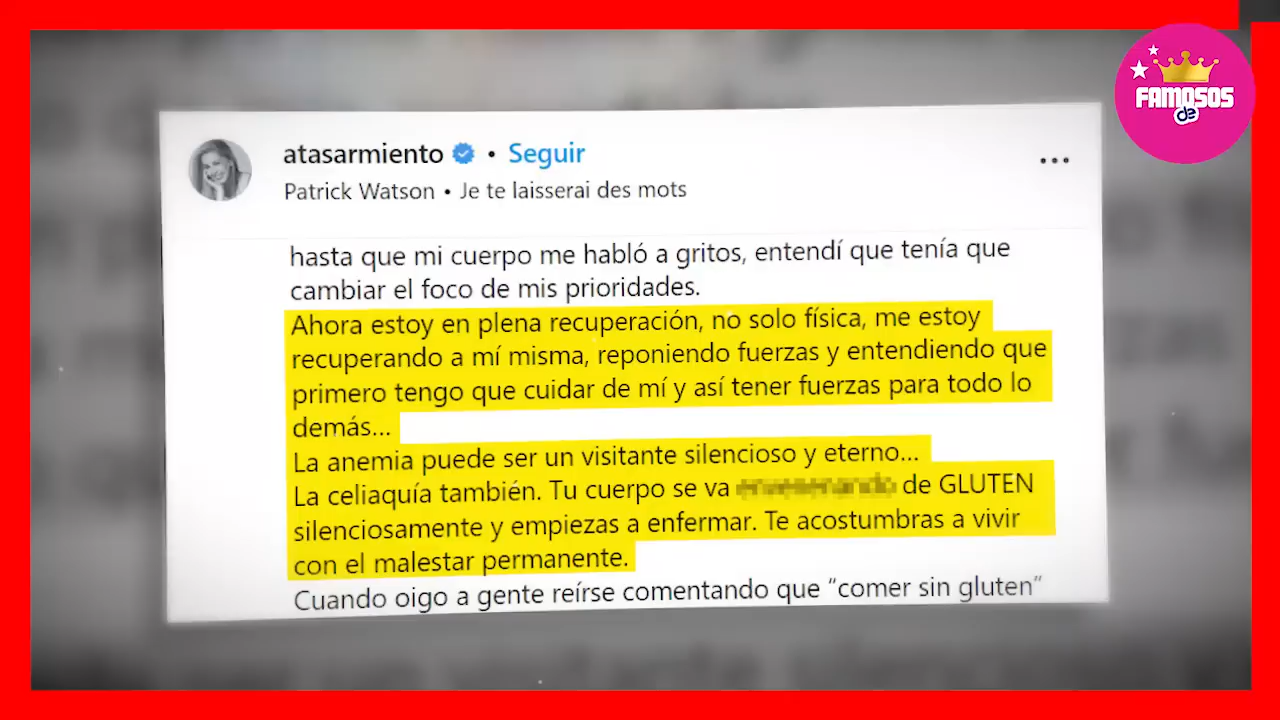 FAMOSOS
de
atasarmiento • Seguir
Patrick Watson • Je te laisserai des mots
hasta que mi cuerpo me habló a gritos, entendí que tenía que
cambiar el foco de mis prioridades.
Ahora estoy en plena recuperación, no solo física, me estoy
recuperando a mí misma, reponiendo fuerzas y entendiendo que
primero tengo que cuidar de mí y así tener fuerzas para todo lo
demás...
La anemia puede ser un visitante silencioso y eterno...
La celiaquía también. Tu cuerpo se va de GLUTEN
silenciosamente y empiezas a enfermar. Te acostumbras a vivir
con el malestar permanente.
Cuando oigo a gente reírse comentando que “comer sin gluten”